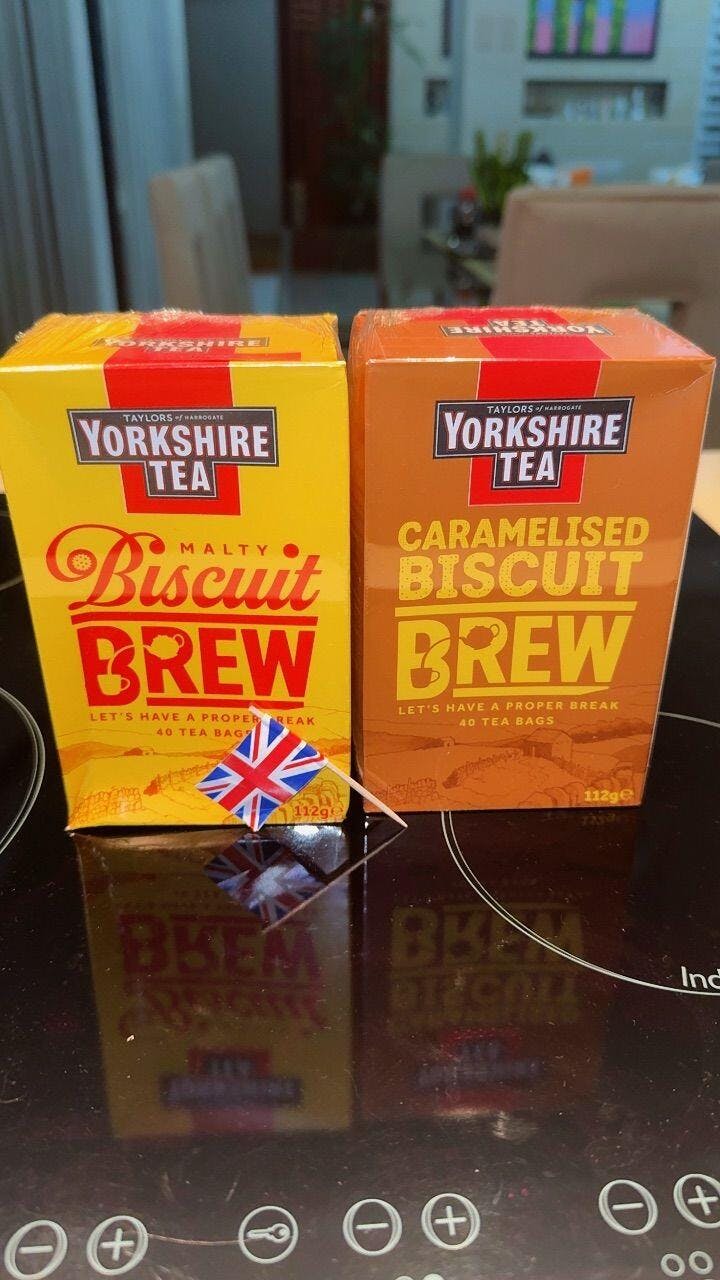 YORKSHIRE
TEA
TAYLORS of HARROGATE
YORKSHIRE
TEA
MALTY
Biscuit
BREW
LET'S HAVE A PROPER BREAK
40 TEA BAGS
112g℮
YORKSHIRE
TEA
TAYLORS of HARROGATE
YORKSHIRE
TEA
CARAMELISED
BISCUIT
BREW
LET'S HAVE A PROPER BREAK
40 TEA BAGS
112g℮
Ind